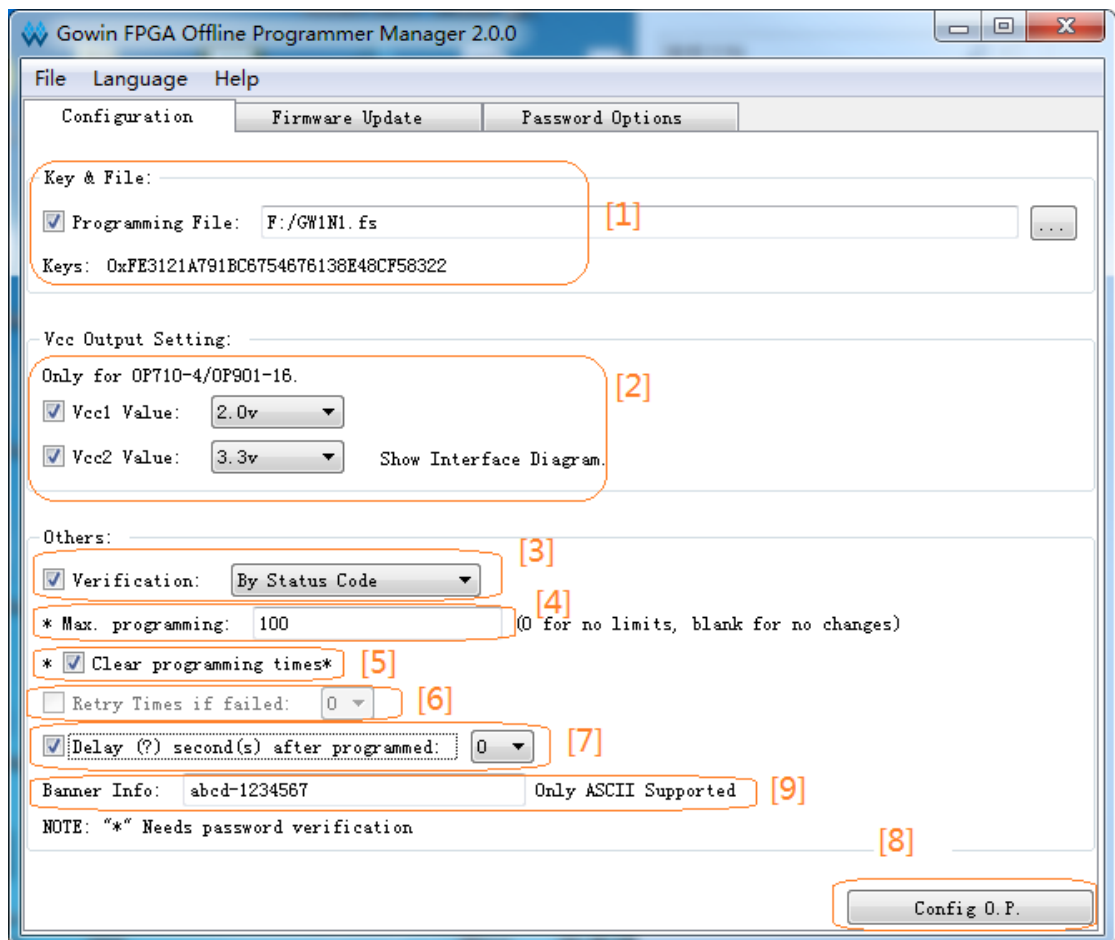 Gowin FPGA Offline Programmer Manager 2.0.0
File Language Help
Configuration Firmware Update Password Options
Key & File:
Programming File: F:/GW1N1.fs ... [1]
Keys: 0xFE3121A791BC6754676138E48CF58322
Vcc Output Setting:
Only for OP710-4/OP901-16. [2]
Vcc1 Value: 2.0v
Vcc2 Value: 3.3v Show Interface Diagram.
Others:
Verification: By Status Code [3]
* Max. programming: 100 (0 for no limits, blank for no changes) [4]
* Clear programming times* [5]
Retry Times if failed: 0 [6]
Delay (?) second(s) after programmed: 0 [7]
Banner Info: abcd-1234567 Only ASCII Supported [9]
NOTE: "*" Needs password verification
[8]
Config O.P.